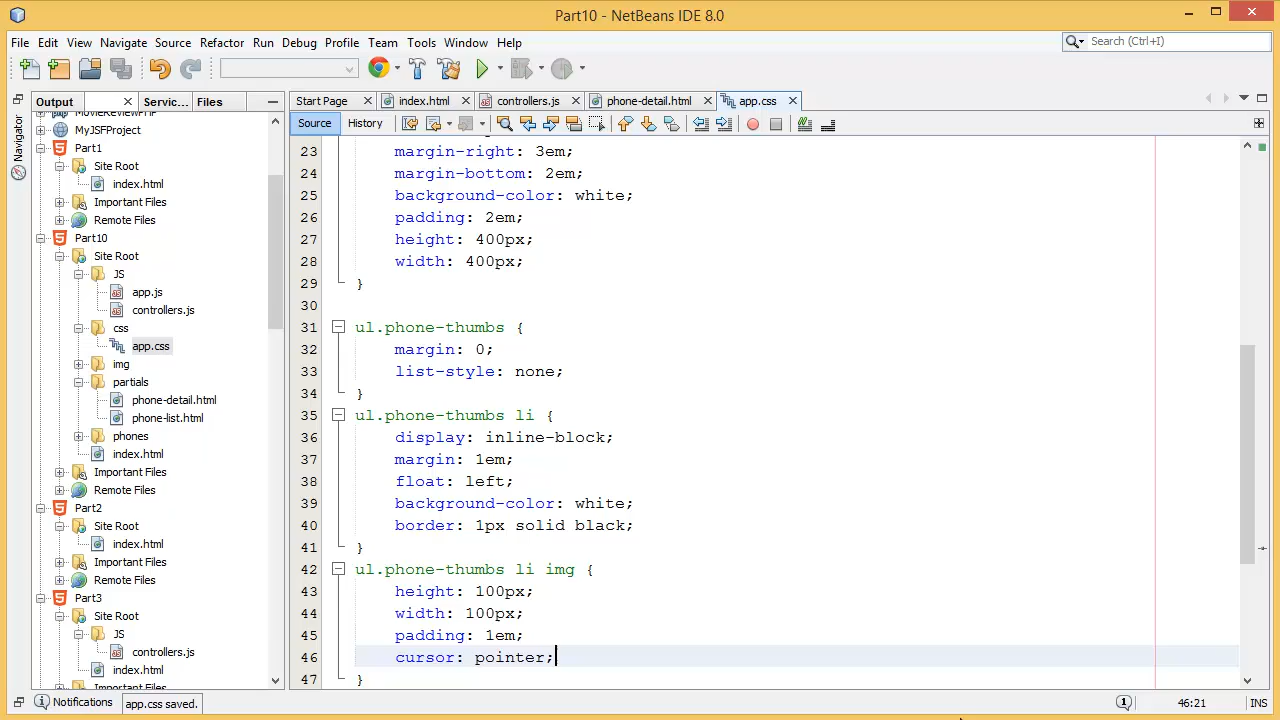 Part10 - NetBeans IDE 8.0
File Edit View Navigate Source Refactor Run Debug Profile Team Tools Window Help
Search (Ctrl+I)
Output Servic... Files
Start Page index.html controllers.js phone-detail.html app.css
Source History
Navigator
MovieReviewPHP
MyJSFProject
Part1
Site Root
index.html
Important Files
Remote Files
Part10
Site Root
JS
app.js
controllers.js
css
app.css
img
partials
phone-detail.html
phone-list.html
phones
index.html
Important Files
Remote Files
Part2
Site Root
index.html
Important Files
Remote Files
Part3
Site Root
JS
controllers.js
index.html
Important Files
23 margin-right: 3em;
24 margin-bottom: 2em;
25 background-color: white;
26 padding: 2em;
27 height: 400px;
28 width: 400px;
29 }
30
31 ul.phone-thumbs {
32 margin: 0;
33 list-style: none;
34 }
35 ul.phone-thumbs li {
36 display: inline-block;
37 margin: 1em;
38 float: left;
39 background-color: white;
40 border: 1px solid black;
41 }
42 ul.phone-thumbs li img {
43 height: 100px;
44 width: 100px;
45 padding: 1em;
46 cursor: pointer;
47 }
Notifications app.css saved.
46:21 INS